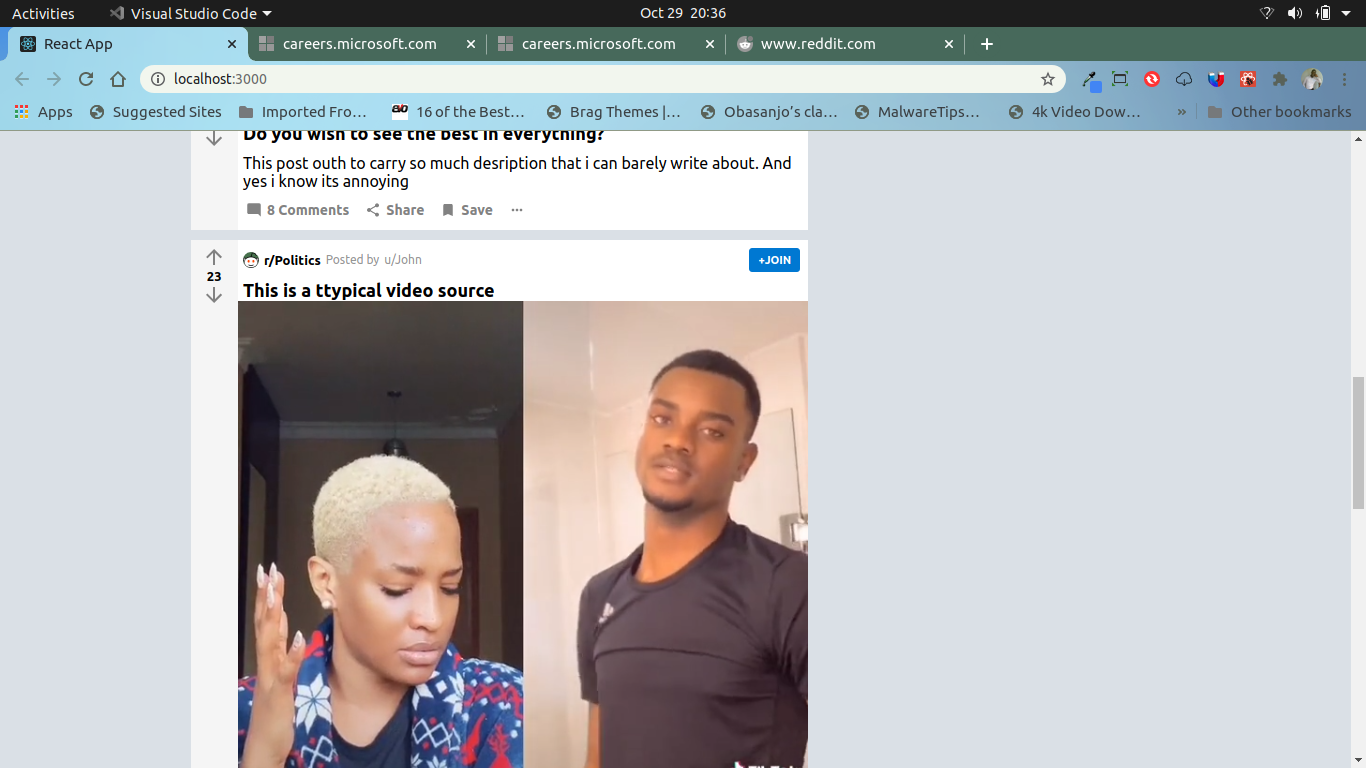 Activities Visual Studio Code Oct 29 20:36
React App careers.microsoft.com careers.microsoft.com www.reddit.com
localhost:3000
Apps Suggested Sites Imported Fro... 16 of the Best... Brag Themes |... Obasanjo's cla... MalwareTips... 4k Video Dow... » Other bookmarks
Do you wish to see the best in everything?
This post outh to carry so much desription that i can barely write about. And
yes i know its annoying
8 Comments Share Save ...
r/Politics Posted by u/John +JOIN
23
This is a ttypical video source